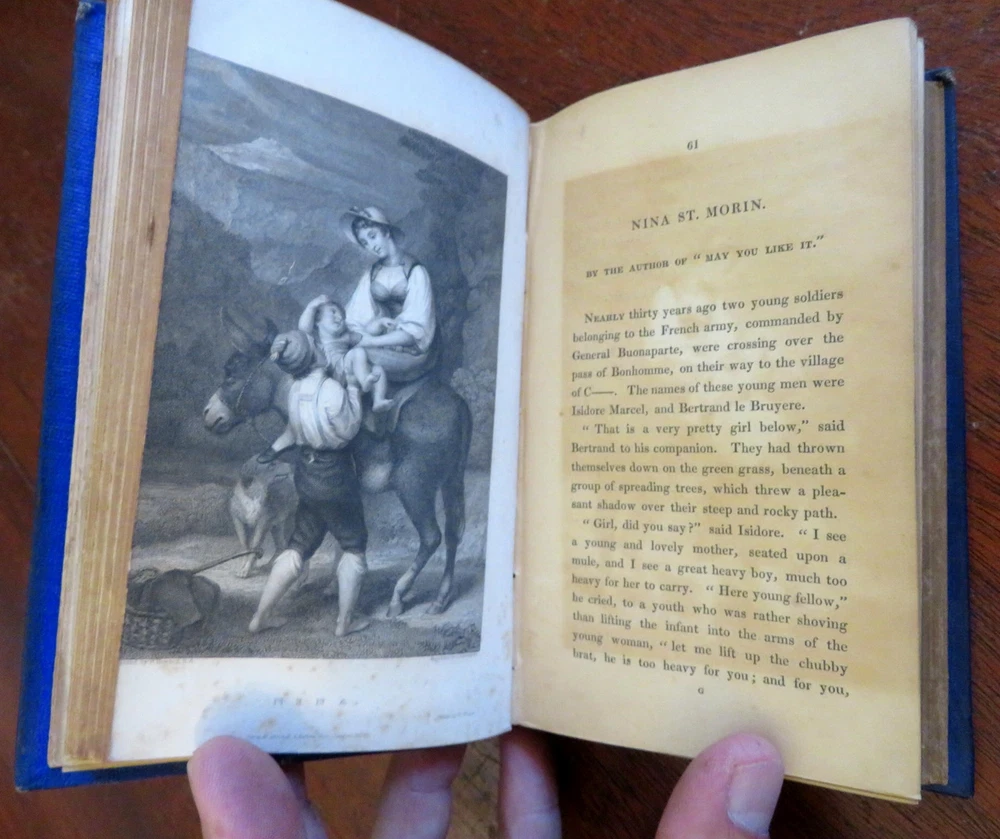 61
NINA ST. MORIN.
BY THE AUTHOR OF "MAY YOU LIKE IT."
NEARLY thirty years ago two young soldiers
belonging to the French army, commanded by
General Buonaparte, were crossing over the
pass of Bonhomme, on their way to the village
of C——. The names of these young men were
Isidore Marcel, and Bertrand le Bruyere.
"That is a very pretty girl below," said
Bertrand to his companion. They had thrown
themselves down on the green grass, beneath a
group of spreading trees, which threw a plea-
sant shadow over their steep and rocky path.
"Girl, did you say?" said Isidore. "I see
a young and lovely mother, seated upon a
mule, and I see a great heavy boy, much too
heavy for her to carry. "Here young fellow,"
he cried, to a youth who was rather shoving
than lifting the infant into the arms of the
young woman, "let me lift up the chubby
brat, he is too heavy for you; and for you,
G